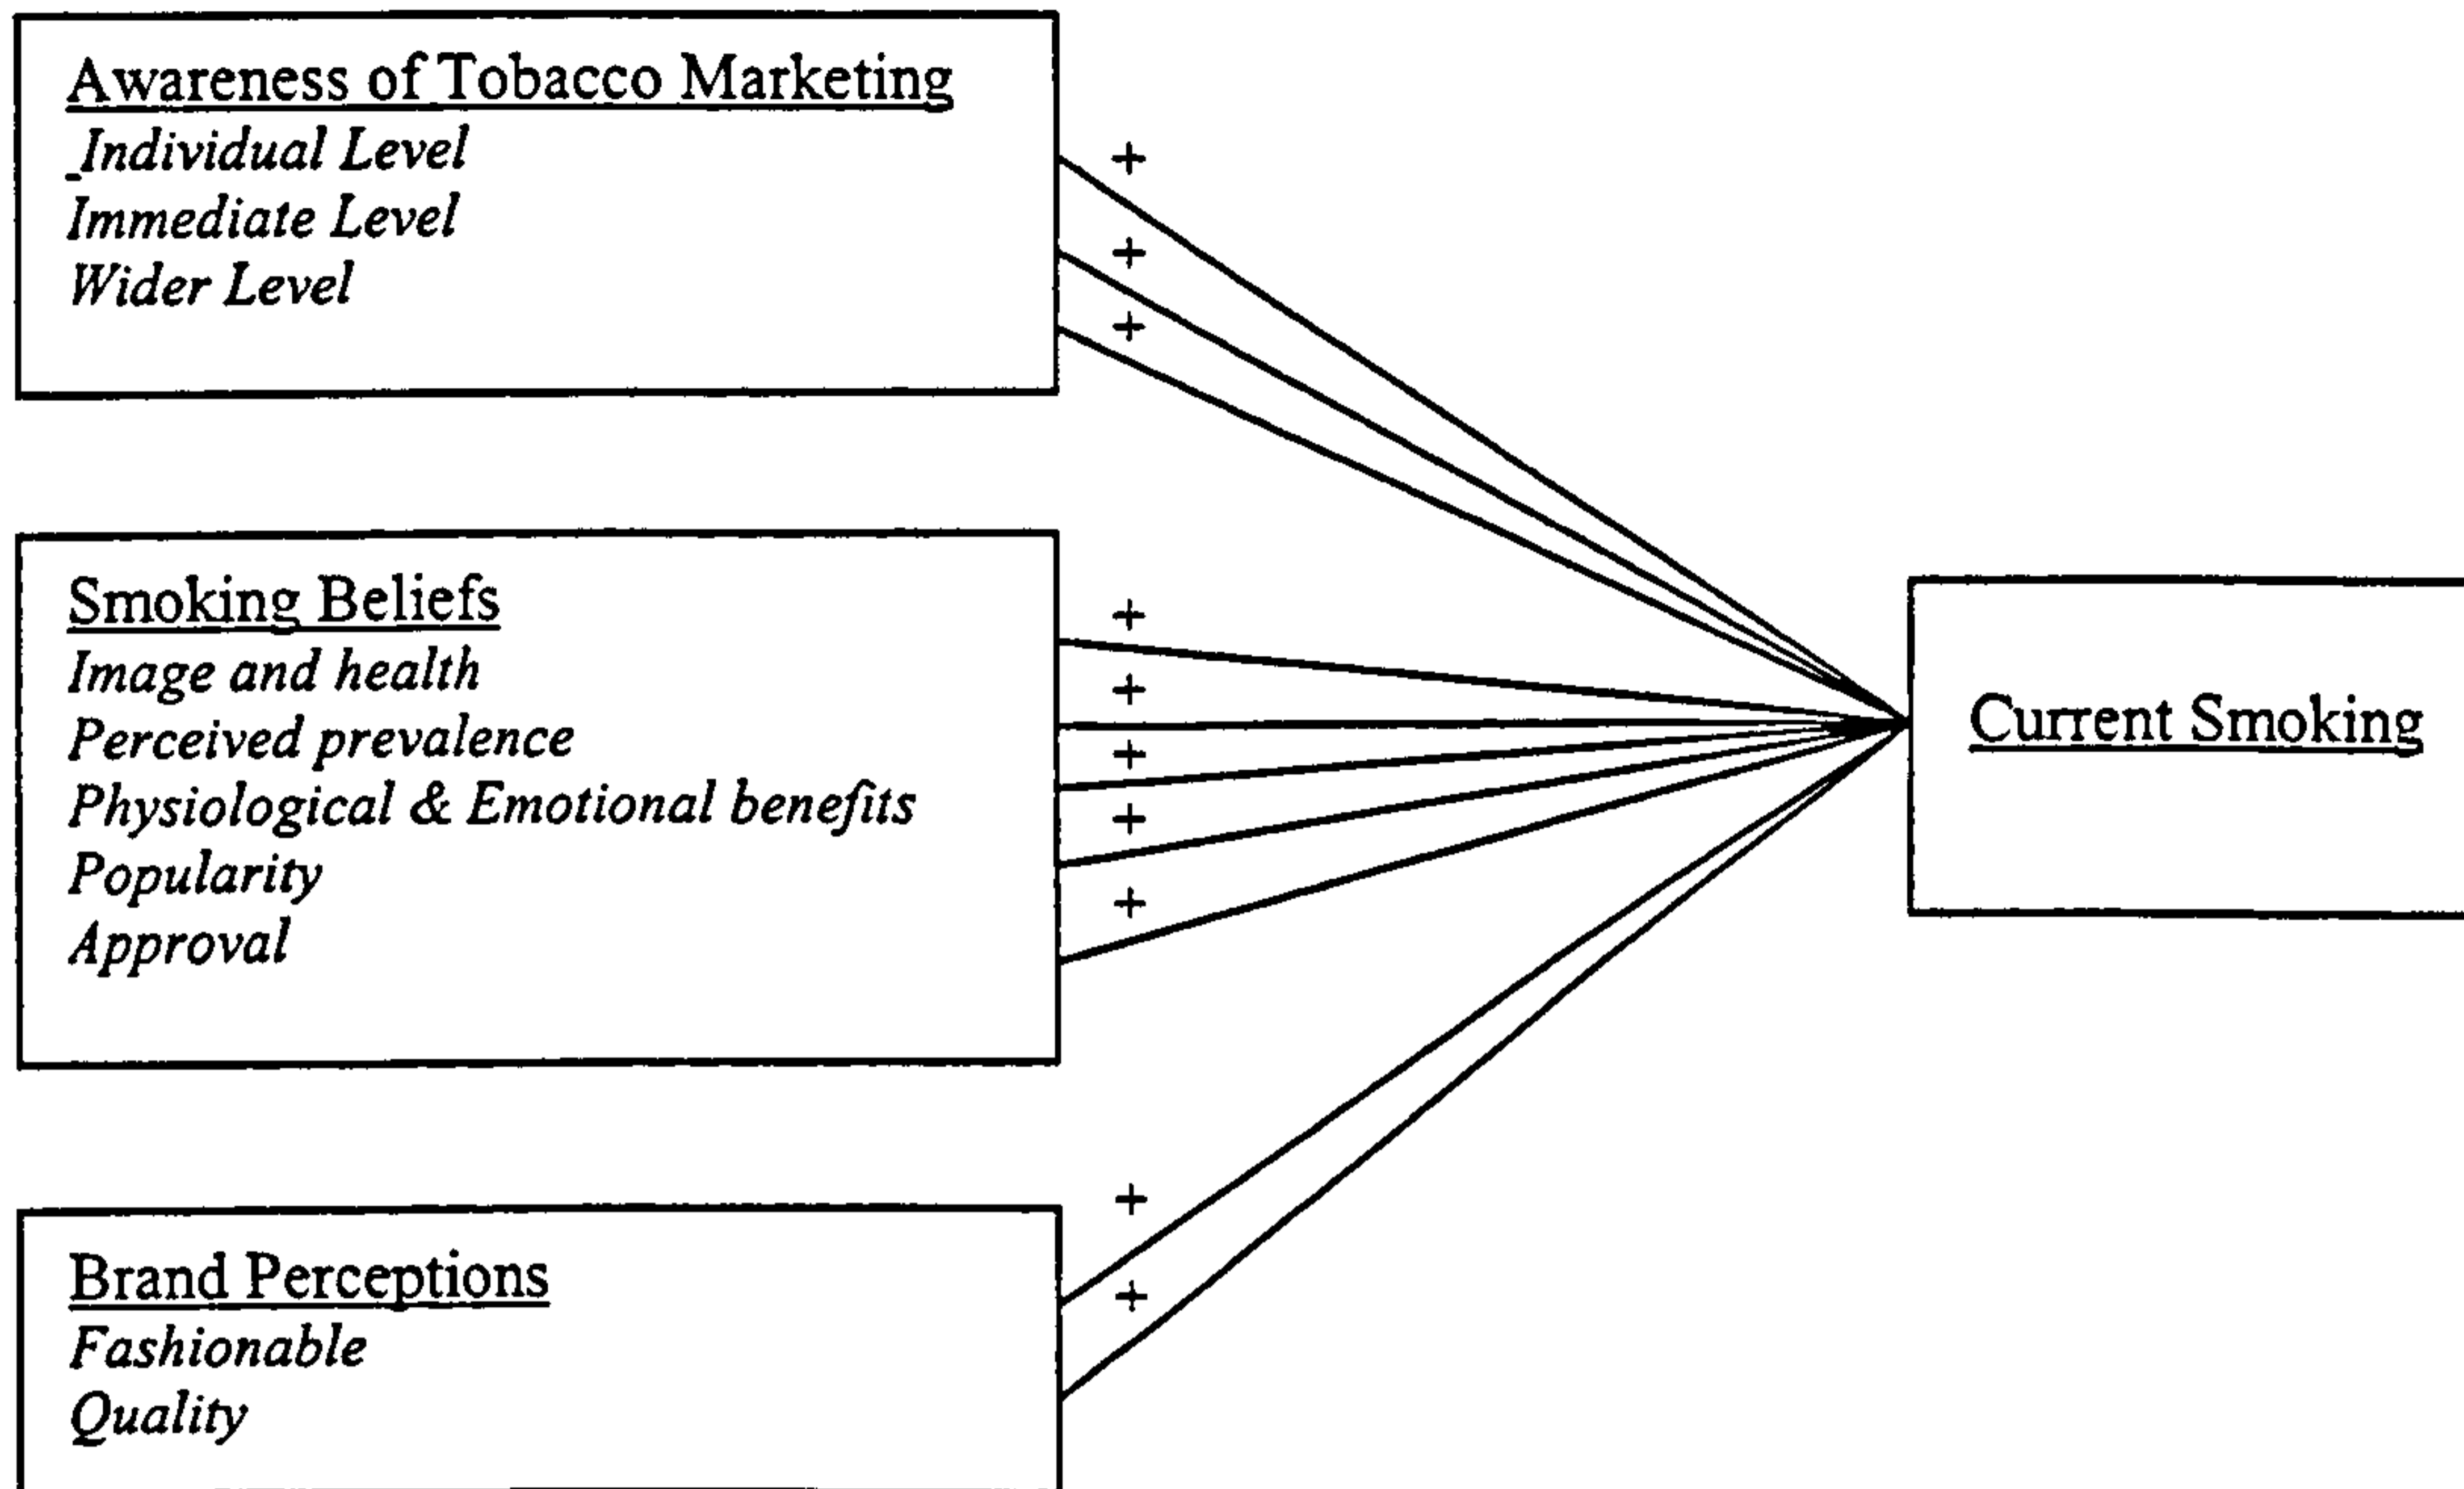 Awareness of Tobacco Marketing
Individual Level
Immediate Level
Wider Level
+
+
+
Smoking Beliefs
Image and health
Perceived prevalence
Physiological & Emotional benefits
Popularity
Approval
+
+
+
+
+
Current Smoking
Brand Perceptions
Fashionable
Quality
+
+